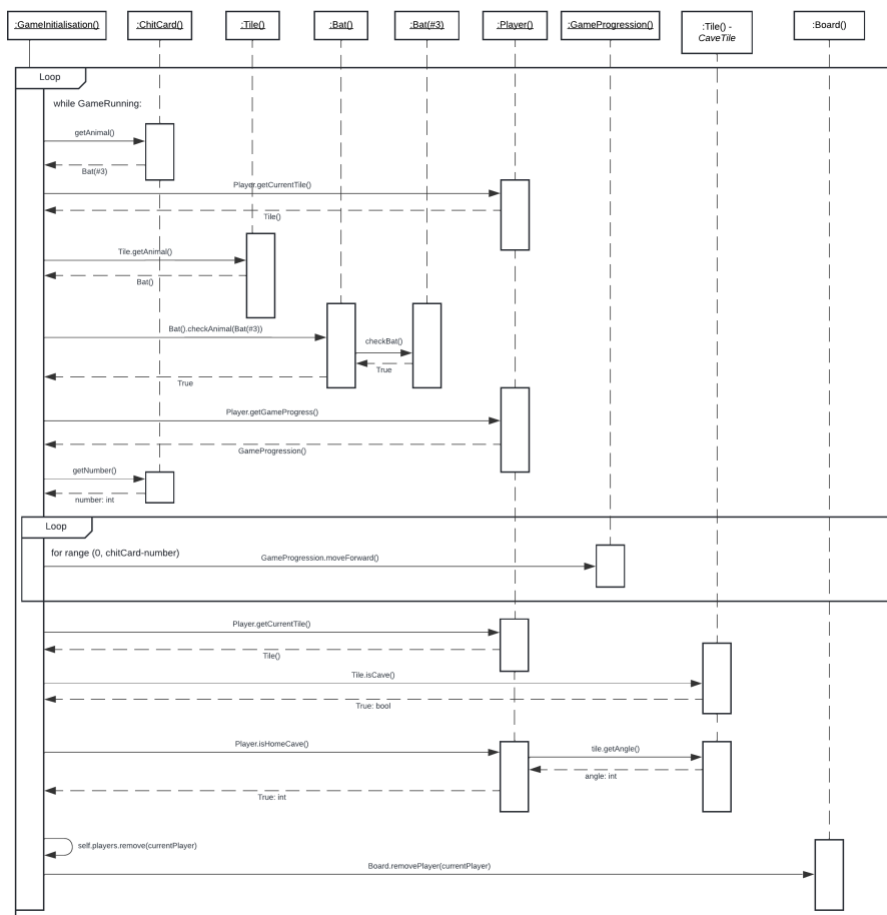 :GameInitialisation()
:ChitCard()
:Tile()
:Bat()
:Bat(#3)
:Player()
:GameProgression()
:Tile() -
CaveTile
:Board()
Loop
while GameRunning:
getAnimal()
Bat(#3)
Player.getCurrentTile()
Tile()
Tile.getAnimal()
Bat()
Bat().checkAnimal(Bat(#3))
checkBat()
True
True
Player.getGameProgress()
GameProgression()
getNumber()
number: int
Loop
for range (0, chitCard-number)
GameProgression.moveForward()
Player.getCurrentTile()
Tile()
Tile.isCave()
True: bool
Player.isHomeCave()
tile.getAngle()
angle: int
True: int
self.players.remove(currentPlayer)
Board.removePlayer(currentPlayer)